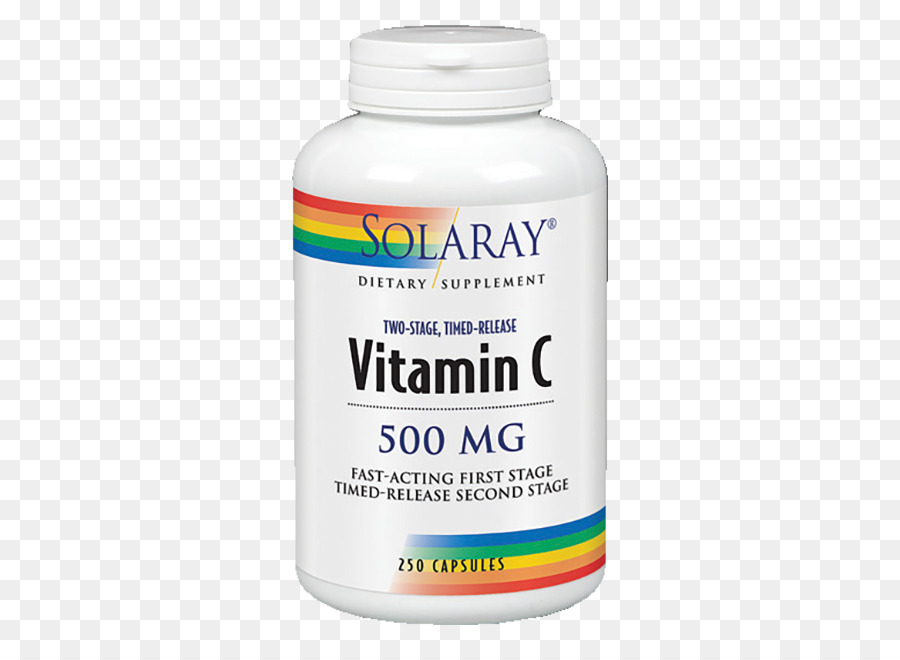 SOLARAY®
DIETARY SUPPLEMENT
TWO-STAGE, TIMED-RELEASE
Vitamin C
500 MG
FAST-ACTING FIRST STAGE
TIMED-RELEASE SECOND STAGE
250 CAPSULES